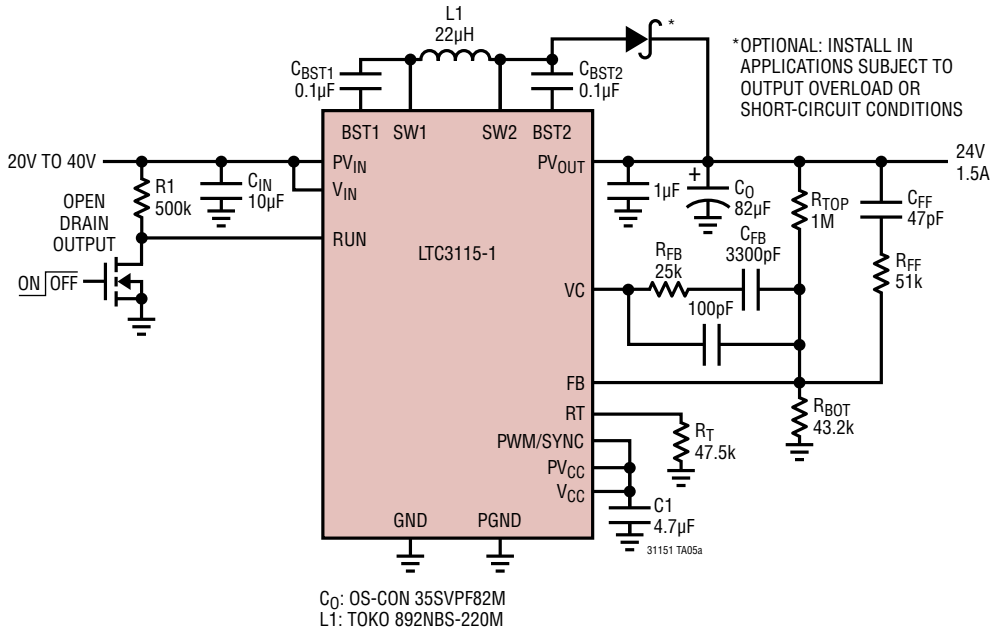 L1
22µH
*
*OPTIONAL: INSTALL IN
APPLICATIONS SUBJECT TO
OUTPUT OVERLOAD OR
SHORT-CIRCUIT CONDITIONS
CBST1
0.1µF
CBST2
0.1µF
BST1 SW1 SW2 BST2
20V TO 40V
PVIN
VIN
PVOUT
24V
1.5A
R1
500k
CIN
10µF
1µF
+
CO
82µF
RTOP
1M
CFF
47pF
OPEN
DRAIN
OUTPUT
RUN
LTC3115-1
RFB
25k
CFB
3300pF
RFF
51k
ON OFF
VC
100pF
FB
RBOT
43.2k
RT
RT
47.5k
PWM/SYNC
PVCC
VCC
C1
4.7µF
GND PGND
31151 TA05a
CO: OS-CON 35SVPF82M
L1: TOKO 892NBS-220M